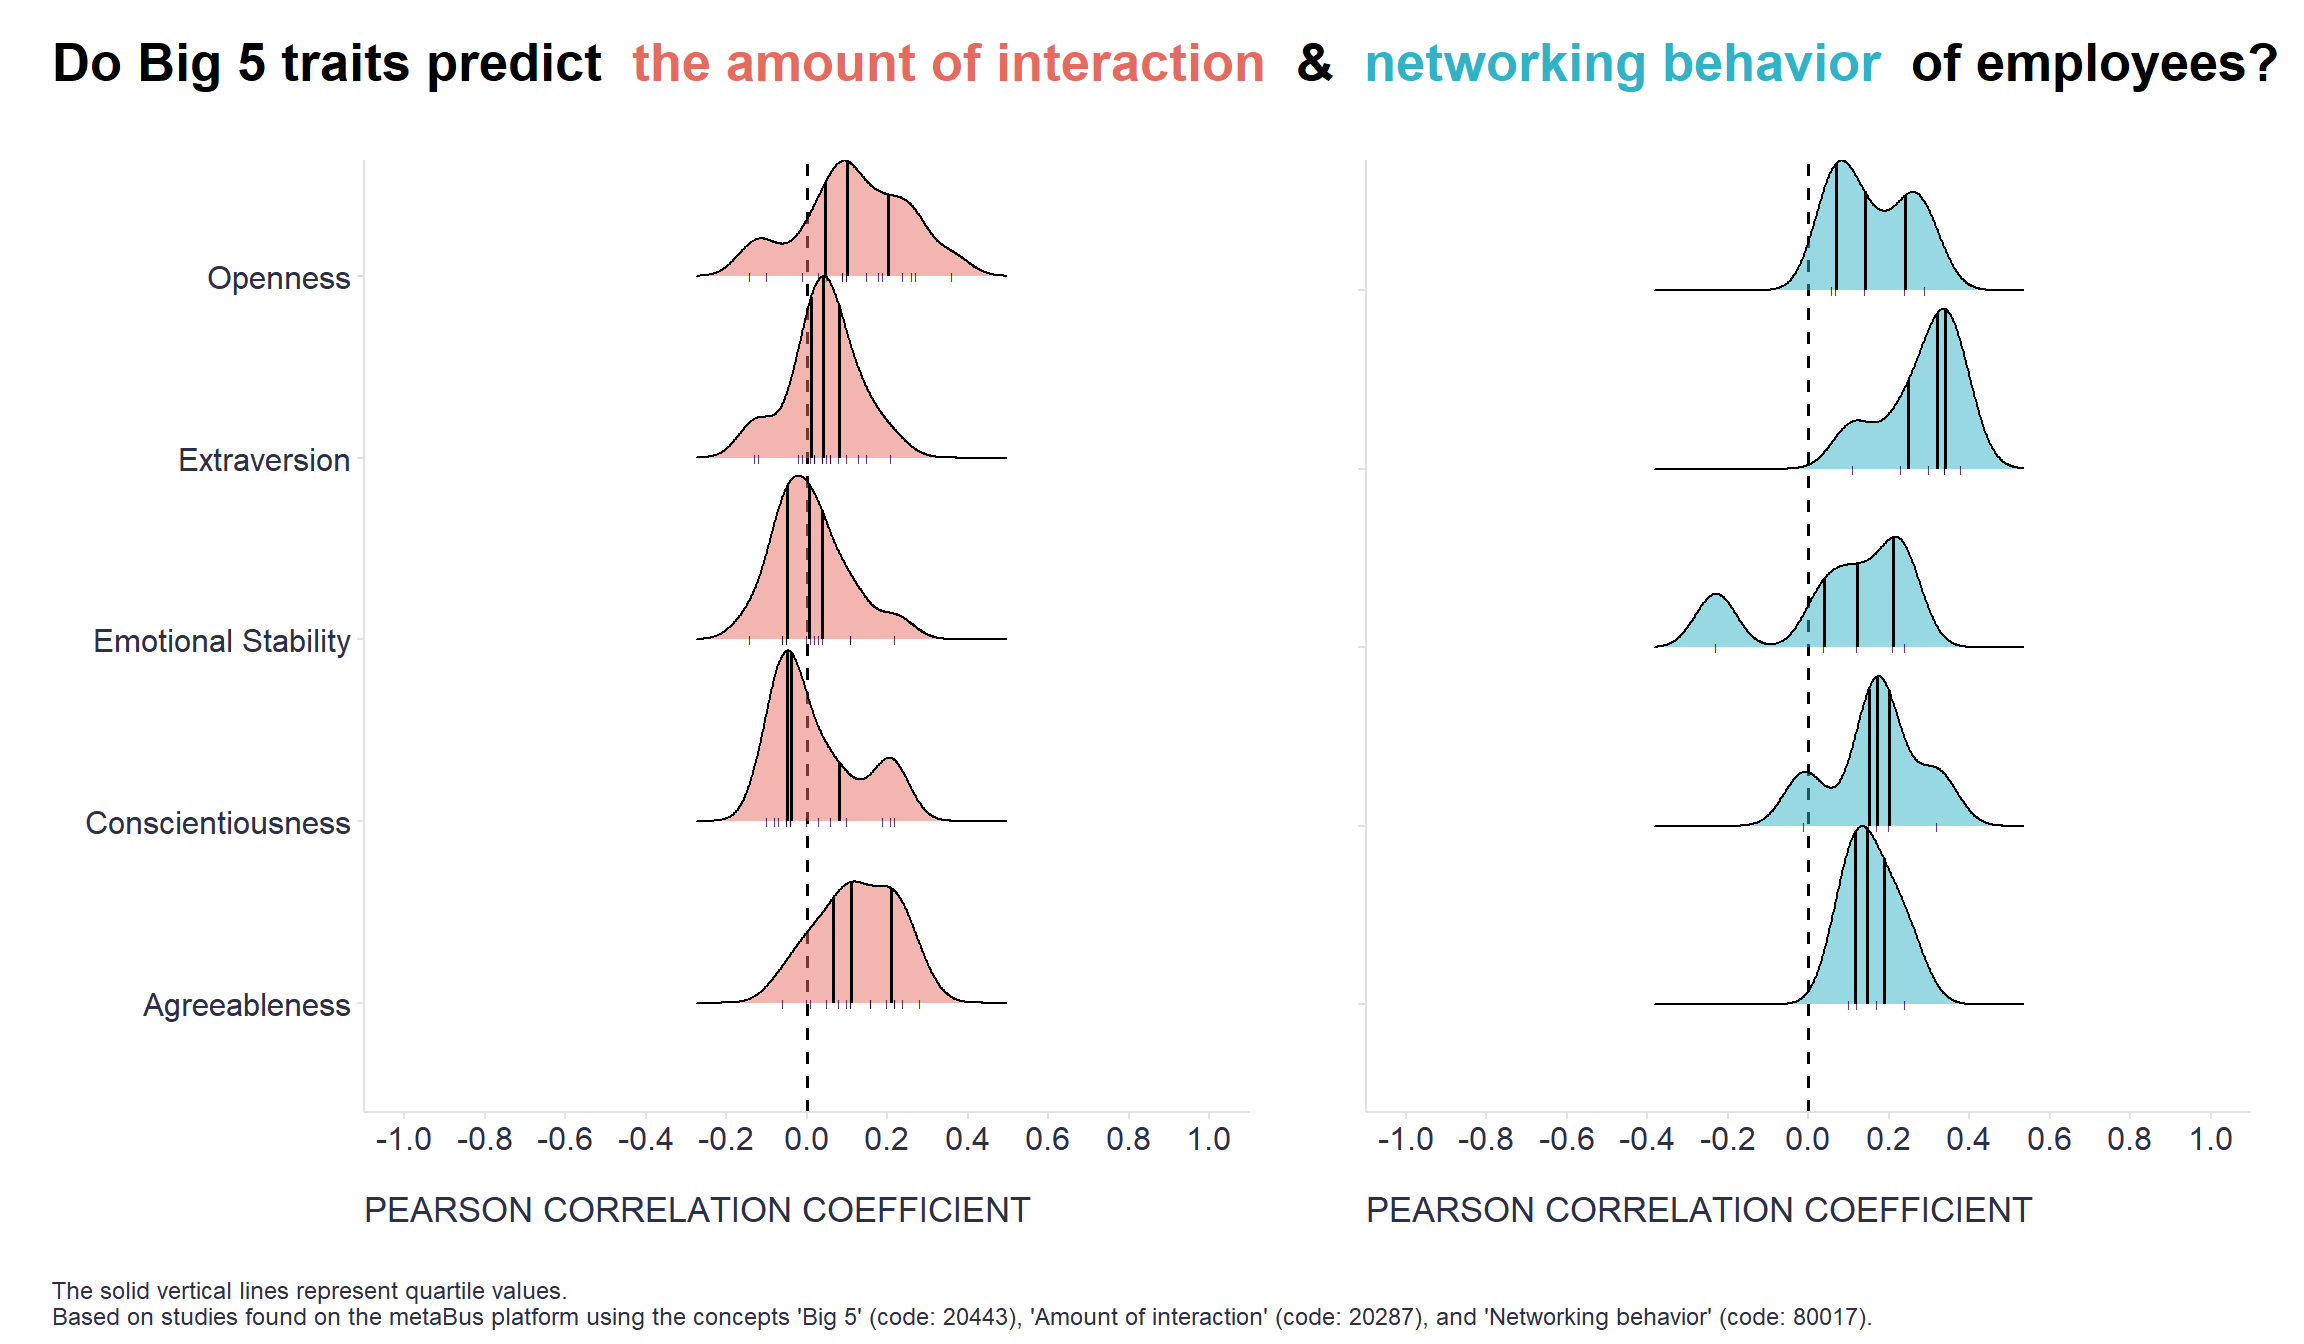 Do Big 5 traits predict the amount of interaction & networking behavior of employees?
Openness
Extraversion
Emotional Stability
Conscientiousness
Agreeableness
-1.0 -0.8 -0.6 -0.4 -0.2 0.0 0.2 0.4 0.6 0.8 1.0
-1.0 -0.8 -0.6 -0.4 -0.2 0.0 0.2 0.4 0.6 0.8 1.0
PEARSON CORRELATION COEFFICIENT
PEARSON CORRELATION COEFFICIENT
The solid vertical lines represent quartile values.
Based on studies found on the metaBus platform using the concepts 'Big 5' (code: 20443), 'Amount of interaction' (code: 20287), and 'Networking behavior' (code: 80017).